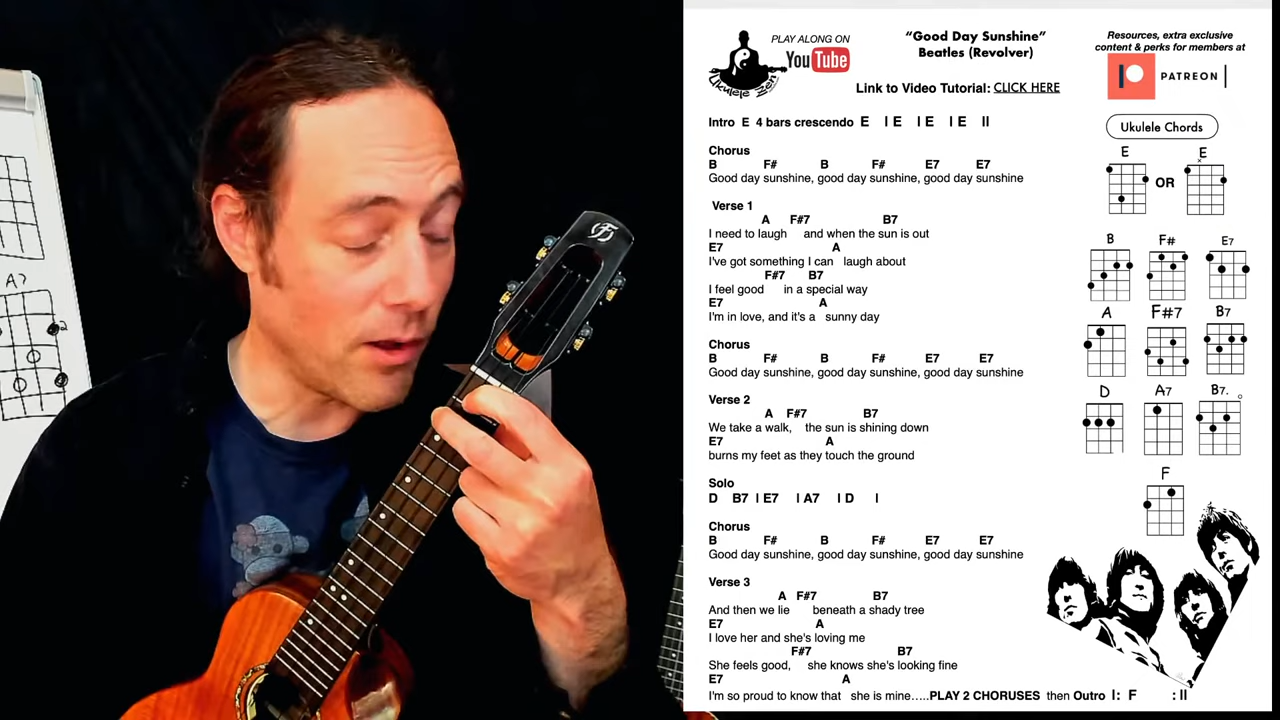 A7
PLAY ALONG ON
YouTube
Ukulele Zen
"Good Day Sunshine"
Beatles (Revolver)
Link to Video Tutorial: CLICK HERE
Resources, extra exclusive
content & perks for members at
PATREON
Intro E 4 bars crescendo E I E I E I E II
Chorus
B F# B F# E7 E7
Good day sunshine, good day sunshine, good day sunshine
Verse 1
A F#7 B7
I need to laugh and when the sun is out
E7 A
I've got something I can laugh about
F#7 B7
I feel good in a special way
E7 A
I'm in love, and it's a sunny day
Chorus
B F# B F# E7 E7
Good day sunshine, good day sunshine, good day sunshine
Verse 2
A F#7 B7
We take a walk, the sun is shining down
E7 A
burns my feet as they touch the ground
Solo
D B7 I E7 I A7 I D I
Chorus
B F# B F# E7 E7
Good day sunshine, good day sunshine, good day sunshine
Verse 3
A F#7 B7
And then we lie beneath a shady tree
E7 A
I love her and she's loving me
F#7 B7
She feels good, she knows she's looking fine
E7 A
I'm so proud to know that she is mine.....PLAY 2 CHORUSES then Outro I: F : II
Ukulele Chords
E OR E
x
B F# E7
A F#7 B7
D A7 B7.
F